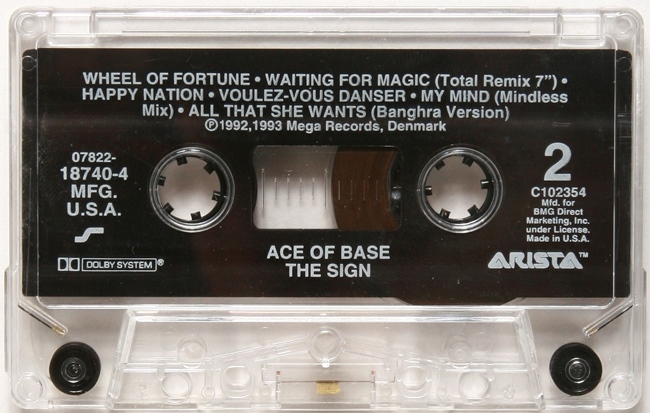 WHEEL OF FORTUNE • WAITING FOR MAGIC (Total Remix 7") •
HAPPY NATION • VOULEZ-VOUS DANSER • MY MIND (Mindless
Mix) • ALL THAT SHE WANTS (Banghra Version)
℗1992,1993 Mega Records, Denmark
07822-
18740-4
MFG.
U.S.A.
DOLBY SYSTEM®
ACE OF BASE
THE SIGN
2
C102354
Mfd. for
BMG Direct
Marketing, Inc.
under License.
Made in U.S.A.
ARISTA™